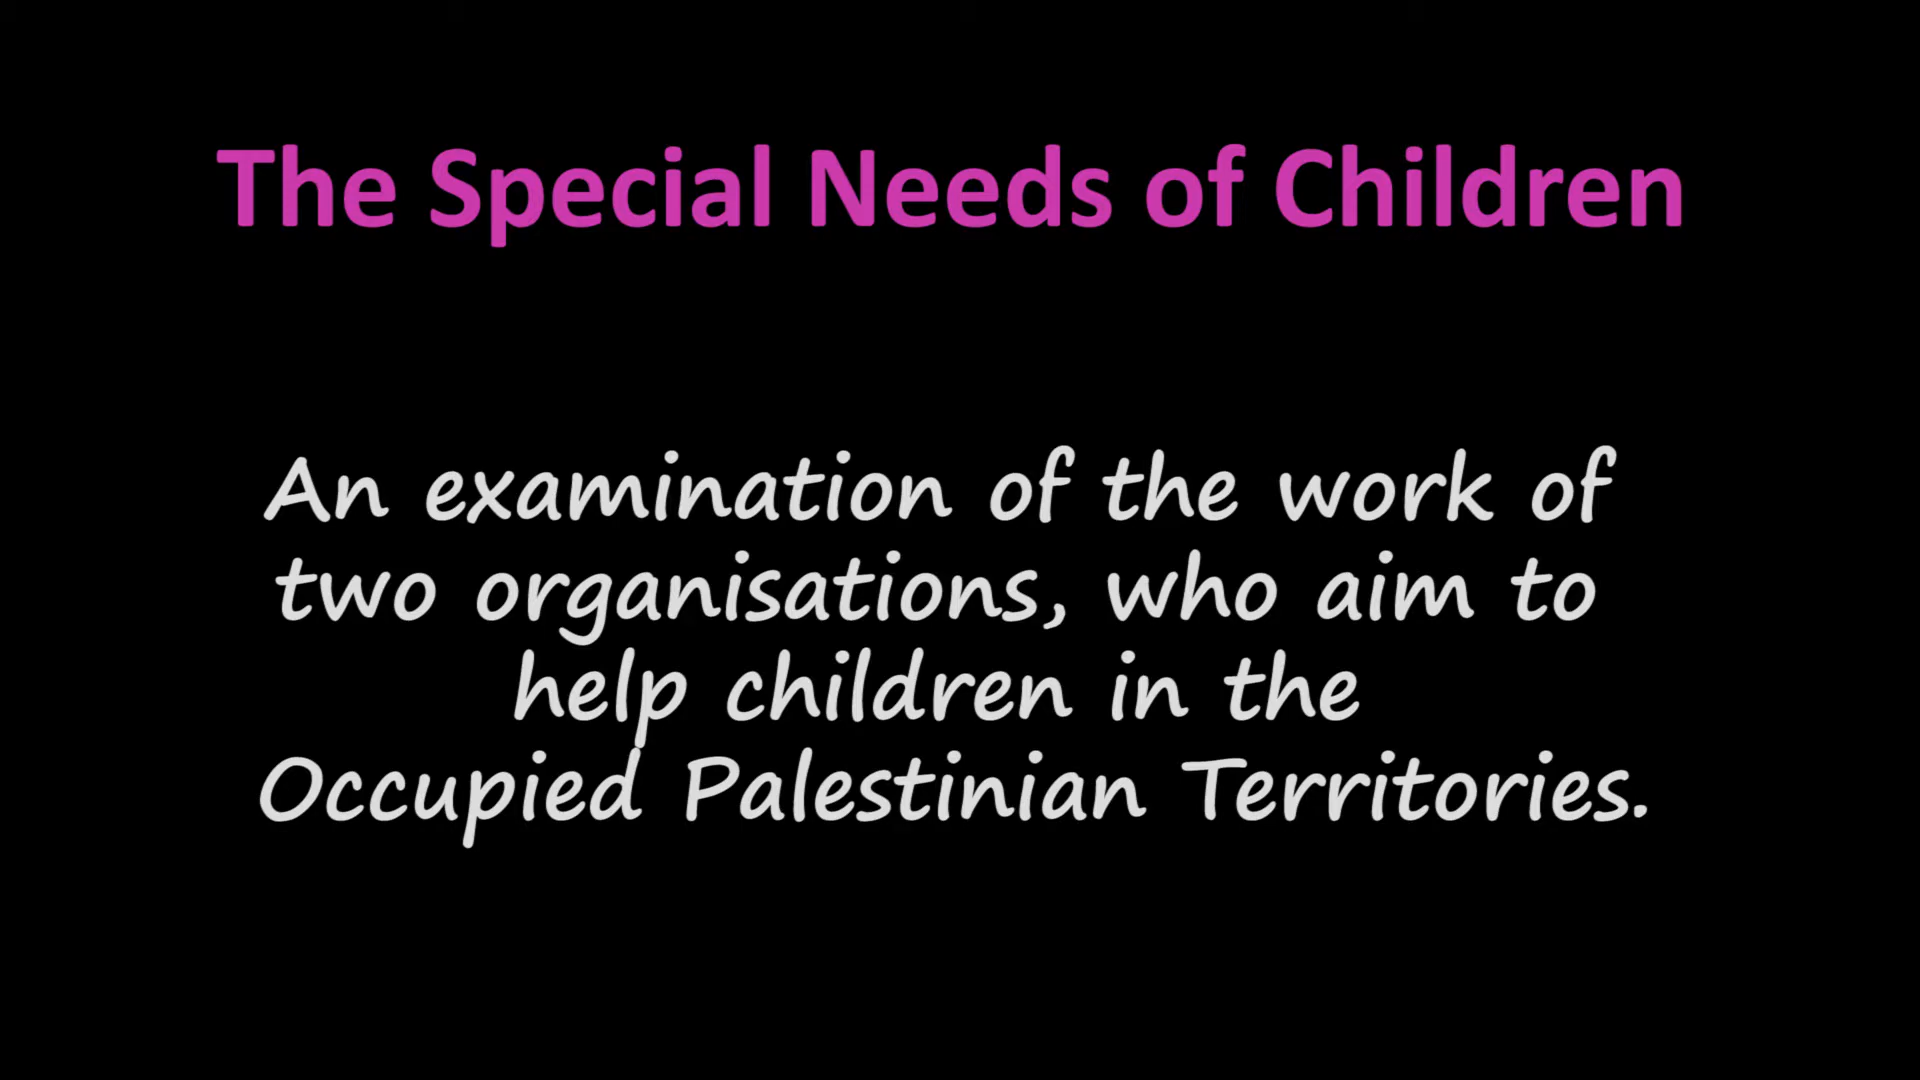 The Special Needs of Children
An examination of the work of
two organisations, who aim to
help children in the
Occupied Palestinian Territories.